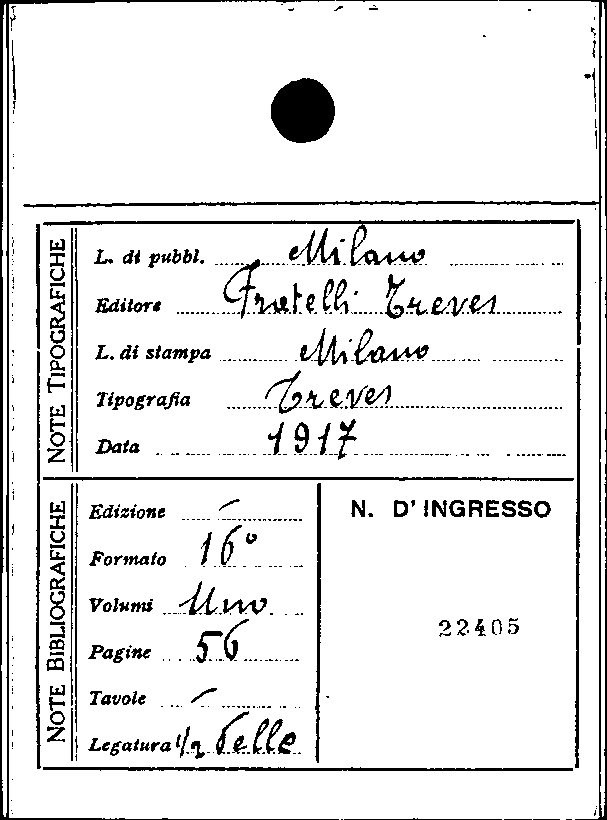 NOTE TIPOGRAFICHE
L. di pubbl. Milano
Editore Fratelli Treves
L. di stampa Milano
Tipografia Treves
Data 1917
NOTE BIBLIOGRAFICHE
Edizione –
Formato 16°
Volumi Uno
Pagine 56
Tavole –
Legatura 1/2 Pelle
N. D'INGRESSO
22405